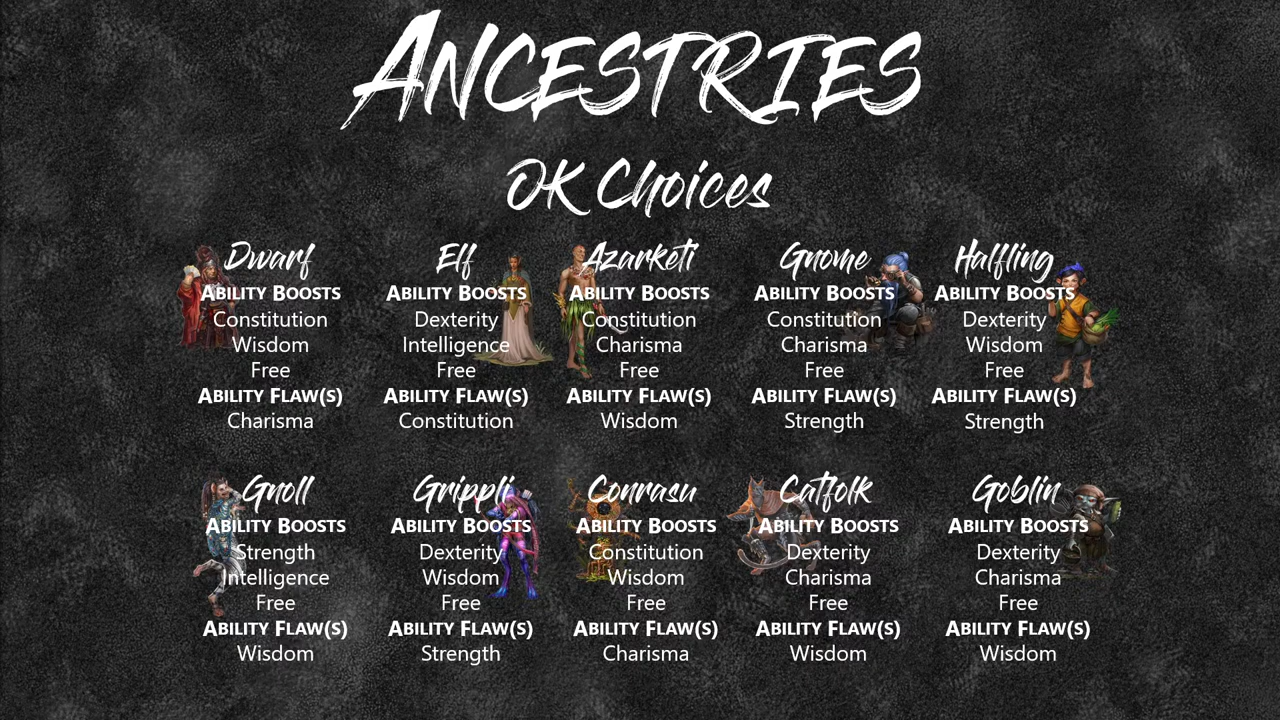 ANCESTRIES
OK Choices
Dwarf
ABILITY BOOSTS
Constitution
Wisdom
Free
ABILITY FLAW(S)
Charisma
Elf
ABILITY BOOSTS
Dexterity
Intelligence
Free
ABILITY FLAW(S)
Constitution
Azarketi
ABILITY BOOSTS
Constitution
Charisma
Free
ABILITY FLAW(S)
Wisdom
Gnome
ABILITY BOOSTS
Constitution
Charisma
Free
ABILITY FLAW(S)
Strength
Halfling
ABILITY BOOSTS
Dexterity
Wisdom
Free
ABILITY FLAW(S)
Strength
Gnoll
ABILITY BOOSTS
Strength
Intelligence
Free
ABILITY FLAW(S)
Wisdom
Grippli
ABILITY BOOSTS
Dexterity
Wisdom
Free
ABILITY FLAW(S)
Strength
Conrasu
ABILITY BOOSTS
Constitution
Wisdom
Free
ABILITY FLAW(S)
Charisma
Catfolk
ABILITY BOOSTS
Dexterity
Charisma
Free
ABILITY FLAW(S)
Wisdom
Goblin
ABILITY BOOSTS
Dexterity
Charisma
Free
ABILITY FLAW(S)
Wisdom